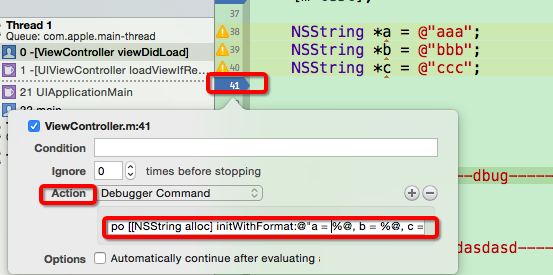 Thread 1
Queue: com.apple.main-thread
0 -[ViewController viewDidLoad]
1 -[UIViewController loadViewIfRe...
21 UIApplicationMain
22 main
37
38 NSString *a = @"aaa";
39 NSString *b = @"bbb";
40 NSString *c = @"ccc";
41
ViewController.m:41
Condition
Ignore 0 times before stopping
Action Debugger Command
po [[NSString alloc] initWithFormat:@"a = %@, b = %@, c =
Options Automatically continue after evaluating
--dbug-----
dasdasd----